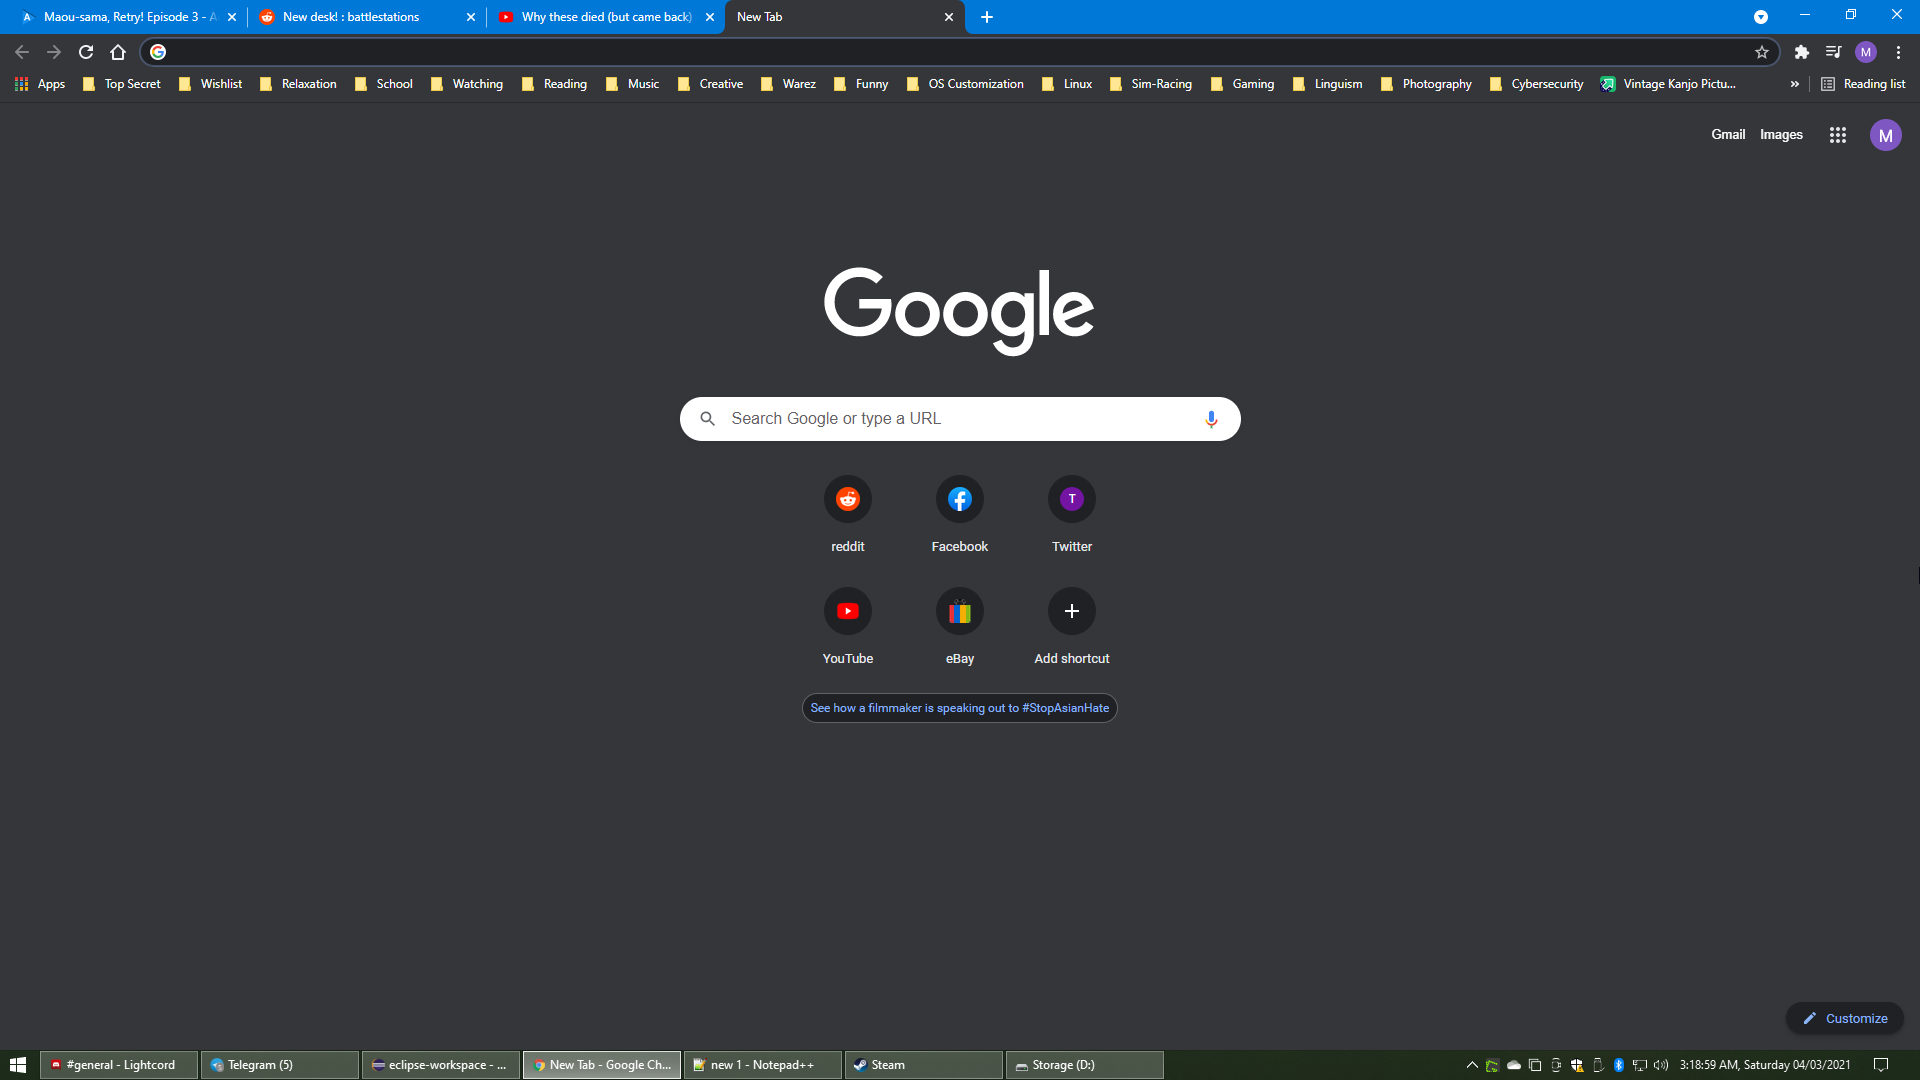 Maou-sama, Retry! Episode 3 - A
New desk! : battlestations
Why these died (but came back)
New Tab
M
Apps
Top Secret
Wishlist
Relaxation
School
Watching
Reading
Music
Creative
Warez
Funny
OS Customization
Linux
Sim-Racing
Gaming
Linguism
Photography
Cybersecurity
Vintage Kanjo Pictu...
»
Reading list
Gmail
Images
M
Google
Search Google or type a URL
reddit
Facebook
T
Twitter
YouTube
eBay
Add shortcut
See how a filmmaker is speaking out to #StopAsianHate
Customize
#general - Lightcord
Telegram (5)
eclipse-workspace - ...
New Tab - Google Ch...
new 1 - Notepad++
Steam
Storage (D:)
3:18:59 AM, Saturday 04/03/2021